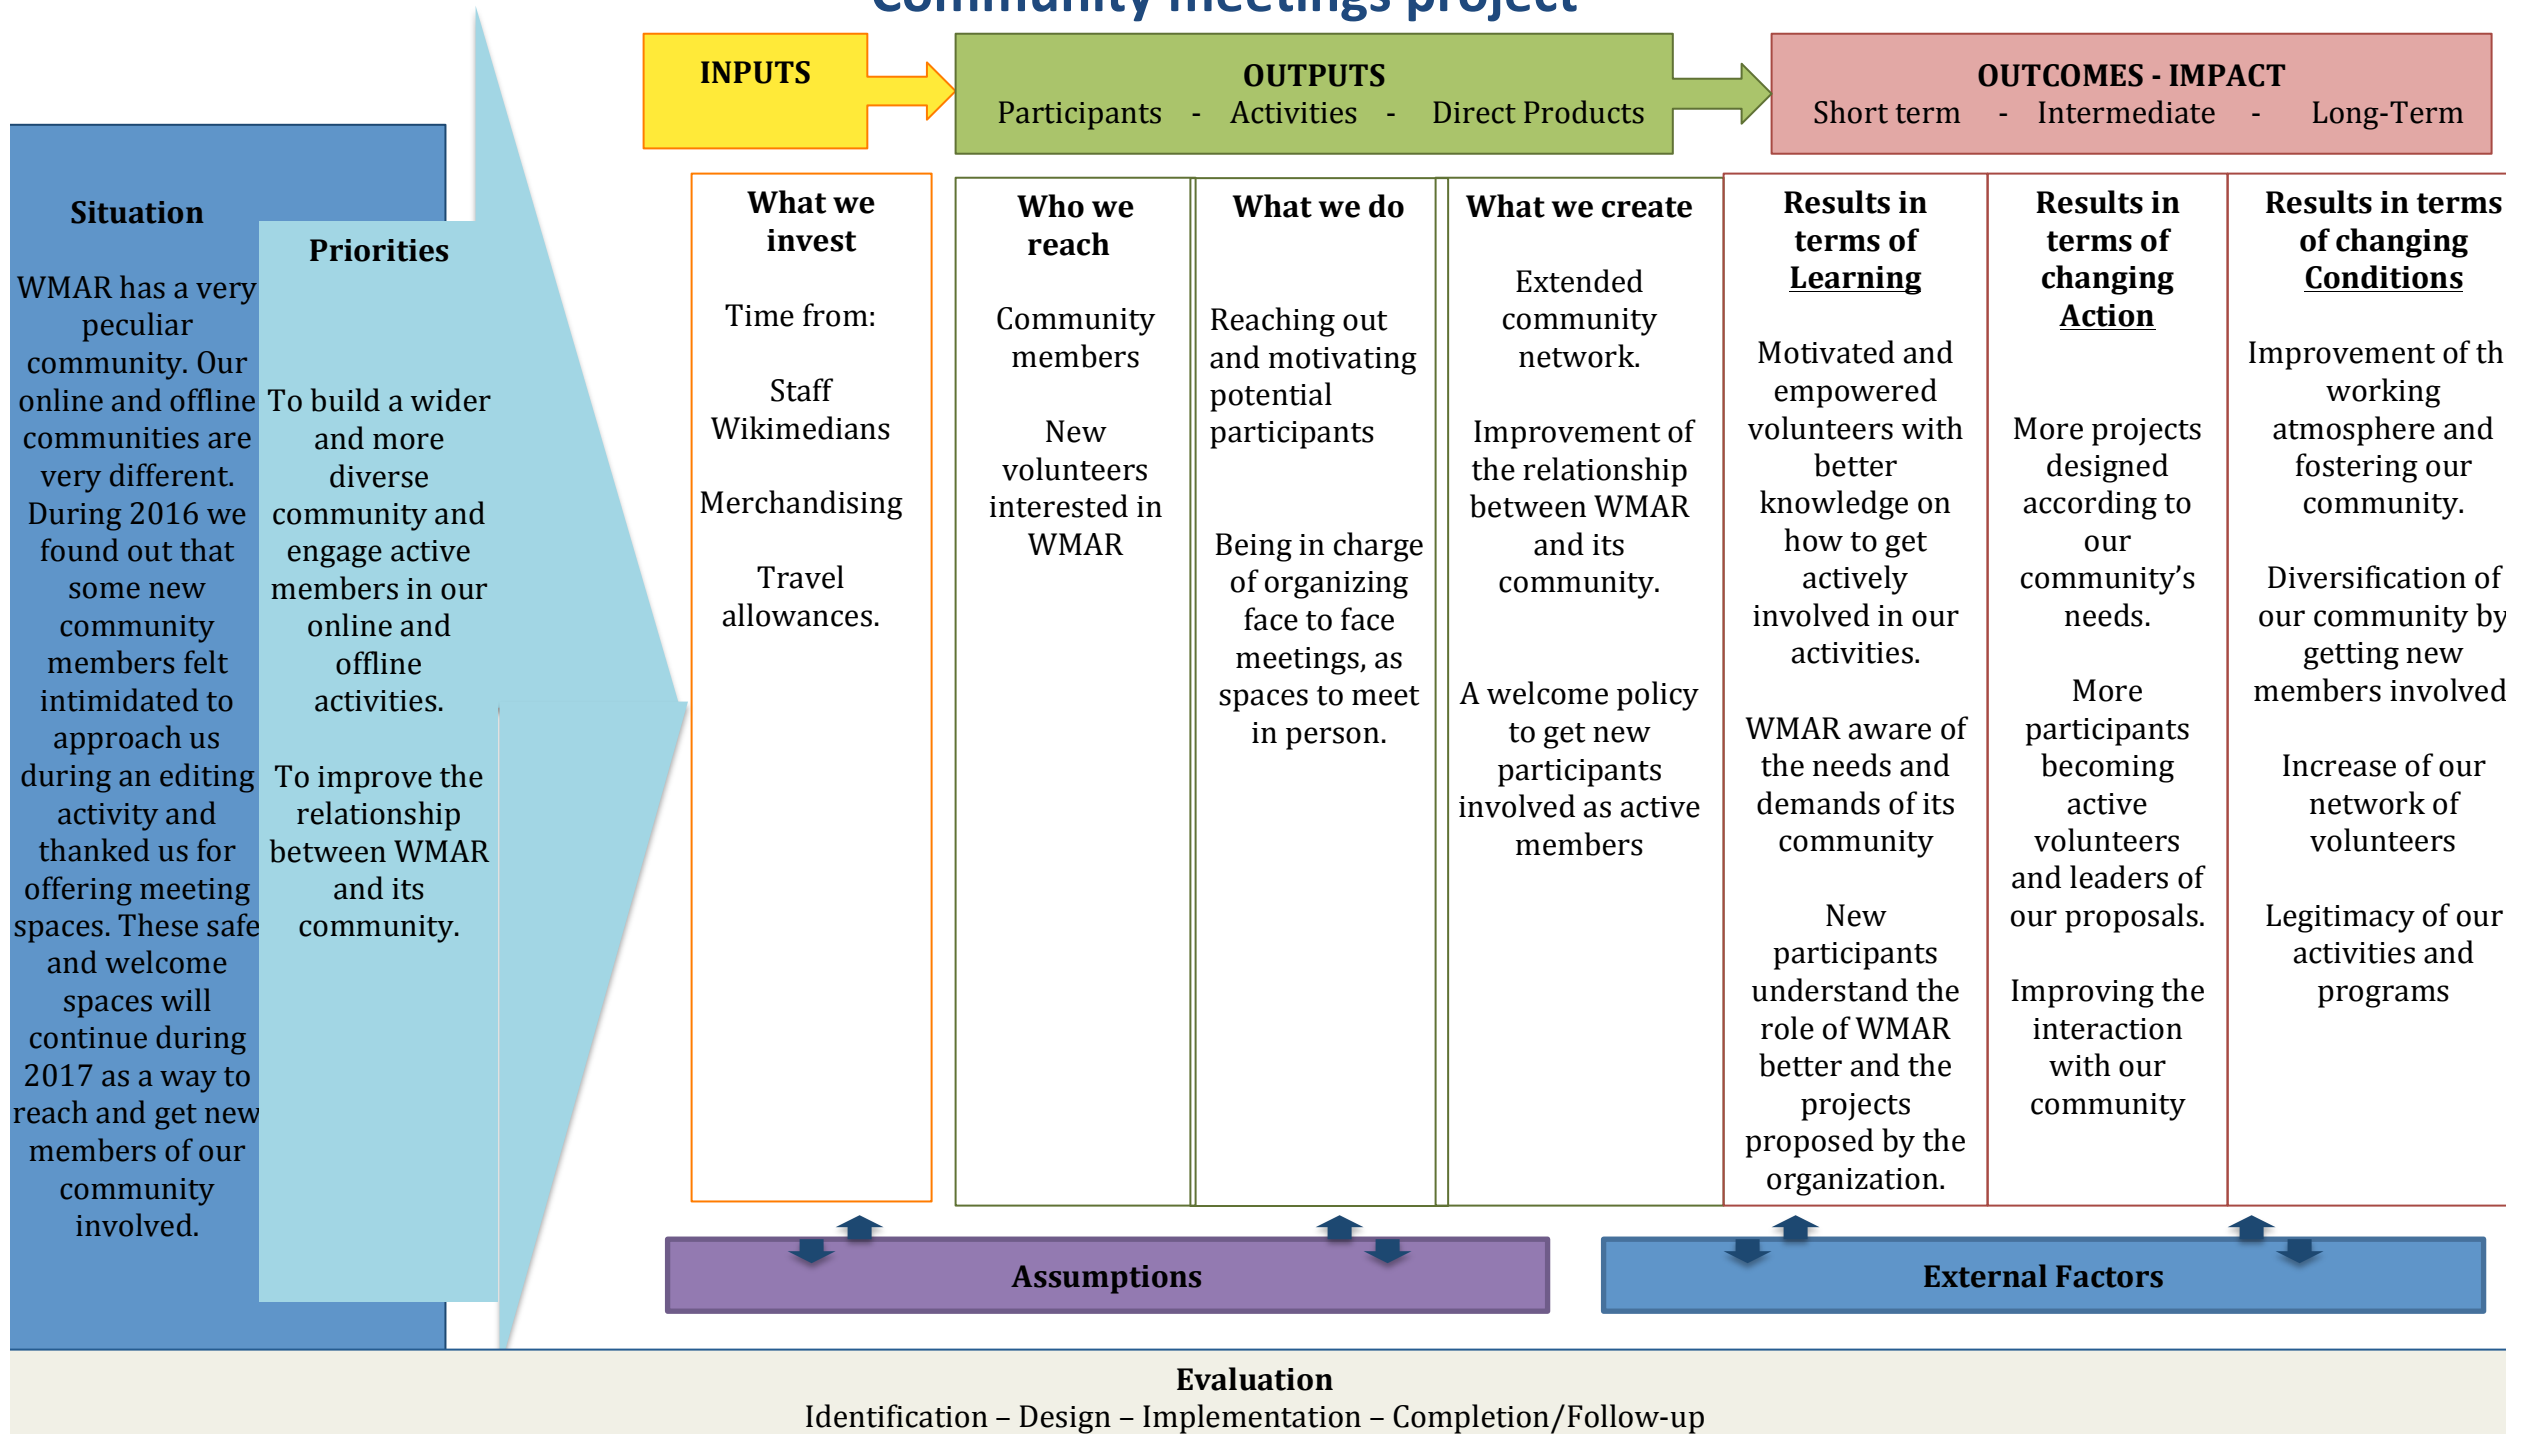 Community meetings project
INPUTS
OUTPUTS
Participants - Activities - Direct Products
OUTCOMES - IMPACT
Short term - Intermediate - Long-Term
Situation
WMAR has a very
peculiar
community. Our
online and offline
communities are
very different.
During 2016 we
found out that
some new
community
members felt
intimidated to
approach us
during an editing
activity and
thanked us for
offering meeting
spaces. These safe
and welcome
spaces will
continue during
2017 as a way to
reach and get new
members of our
community
involved.
Priorities
To build a wider
and more
diverse
community and
engage active
members in our
online and
offline
activities.
To improve the
relationship
between WMAR
and its
community.
What we
invest
Time from:
Staff
Wikimedians
Merchandising
Travel
allowances.
Who we
reach
Community
members
New
volunteers
interested in
WMAR
What we do
Reaching out
and motivating
potential
participants
Being in charge
of organizing
face to face
meetings, as
spaces to meet
in person.
What we create
Extended
community
network.
Improvement of
the relationship
between WMAR
and its
community.
A welcome policy
to get new
participants
involved as active
members
Results in
terms of
Learning
Motivated and
empowered
volunteers with
better
knowledge on
how to get
actively
involved in our
activities.
WMAR aware of
the needs and
demands of its
community
New
participants
understand the
role of WMAR
better and the
projects
proposed by the
organization.
Results in
terms of
changing
Action
More projects
designed
according to
our
community’s
needs.
More
participants
becoming
active
volunteers
and leaders of
our proposals.
Improving the
interaction
with our
community
Results in terms
of changing
Conditions
Improvement of th
working
atmosphere and
fostering our
community.
Diversification of
our community by
getting new
members involved
Increase of our
network of
volunteers
Legitimacy of our
activities and
programs
Assumptions
External Factors
Evaluation
Identification – Design – Implementation – Completion/Follow-up